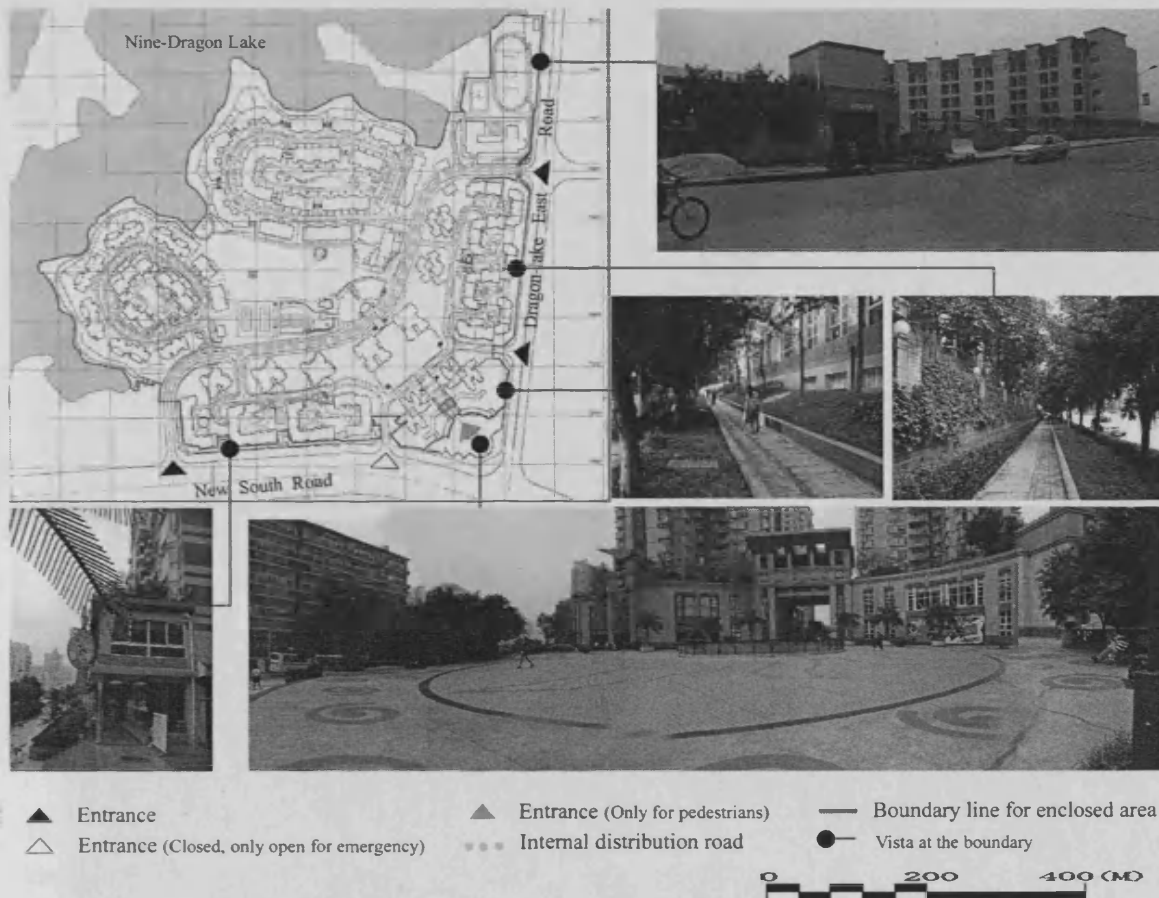 Nine-Dragon Lake
Dragon-lake East Road
New South Road
Entrance
Entrance (Closed, only open for emergency)
Entrance (Only for pedestrians)
Internal distribution road
Boundary line for enclosed area
Vista at the boundary
0 200 400 (M)